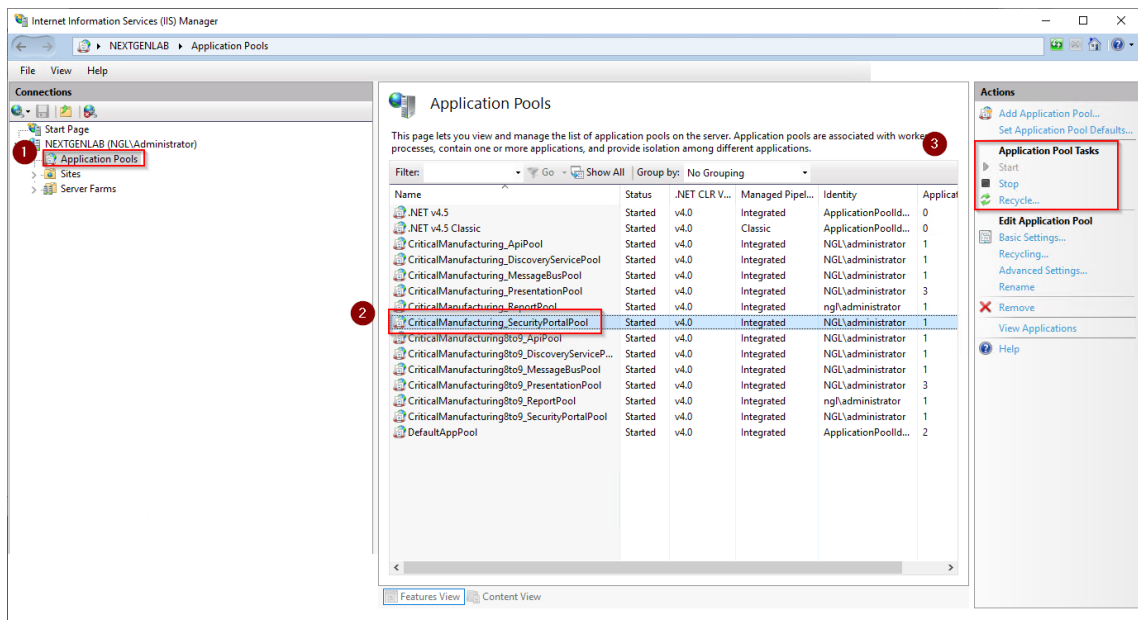 Internet Information Services (IIS) Manager
NEXTGENLAB Application Pools
File View Help
Connections
Start Page
NEXTGENLAB (NGL\Administrator)
1
Application Pools
Sites
Server Farms
Application Pools
This page lets you view and manage the list of application pools on the server. Application pools are associated with
processes, contain one or more applications, and provide isolation among different applications.
3
Filter: Go Show All Group by: No Grouping
Name Status .NET CLR V... Managed Pipel... Identity Applicat
.NET v4.5 Started v4.0 Integrated ApplicationPoolId... 0
.NET v4.5 Classic Started v4.0 Classic ApplicationPoolId... 0
CriticalManufacturing_ApiPool Started v4.0 Integrated NGL\administrator 1
CriticalManufacturing_DiscoveryServicePool Started v4.0 Integrated NGL\administrator 1
CriticalManufacturing_MessageBusPool Started v4.0 Integrated NGL\administrator 1
CriticalManufacturing_PresentationPool Started v4.0 Integrated NGL\administrator 3
CriticalManufacturing_ReportPool Started v4.0 Integrated ngl\administrator 1
2
CriticalManufacturing_SecurityPortalPool Started v4.0 Integrated NGL\administrator 1
CriticalManufacturing8to9_ApiPool Started v4.0 Integrated NGL\administrator 1
CriticalManufacturing8to9_DiscoveryServiceP... Started v4.0 Integrated NGL\administrator 1
CriticalManufacturing8to9_MessageBusPool Started v4.0 Integrated NGL\administrator 1
CriticalManufacturing8to9_PresentationPool Started v4.0 Integrated NGL\administrator 3
CriticalManufacturing8to9_ReportPool Started v4.0 Integrated ngl\administrator 1
CriticalManufacturing8to9_SecurityPortalPool Started v4.0 Integrated NGL\administrator 1
DefaultAppPool Started v4.0 Integrated ApplicationPoolId... 2
Features View Content View
Actions
Add Application Pool...
Set Application Pool Defaults...
Application Pool Tasks
Start
Stop
Recycle...
Edit Application Pool
Basic Settings...
Recycling...
Advanced Settings...
Rename
Remove
View Applications
Help